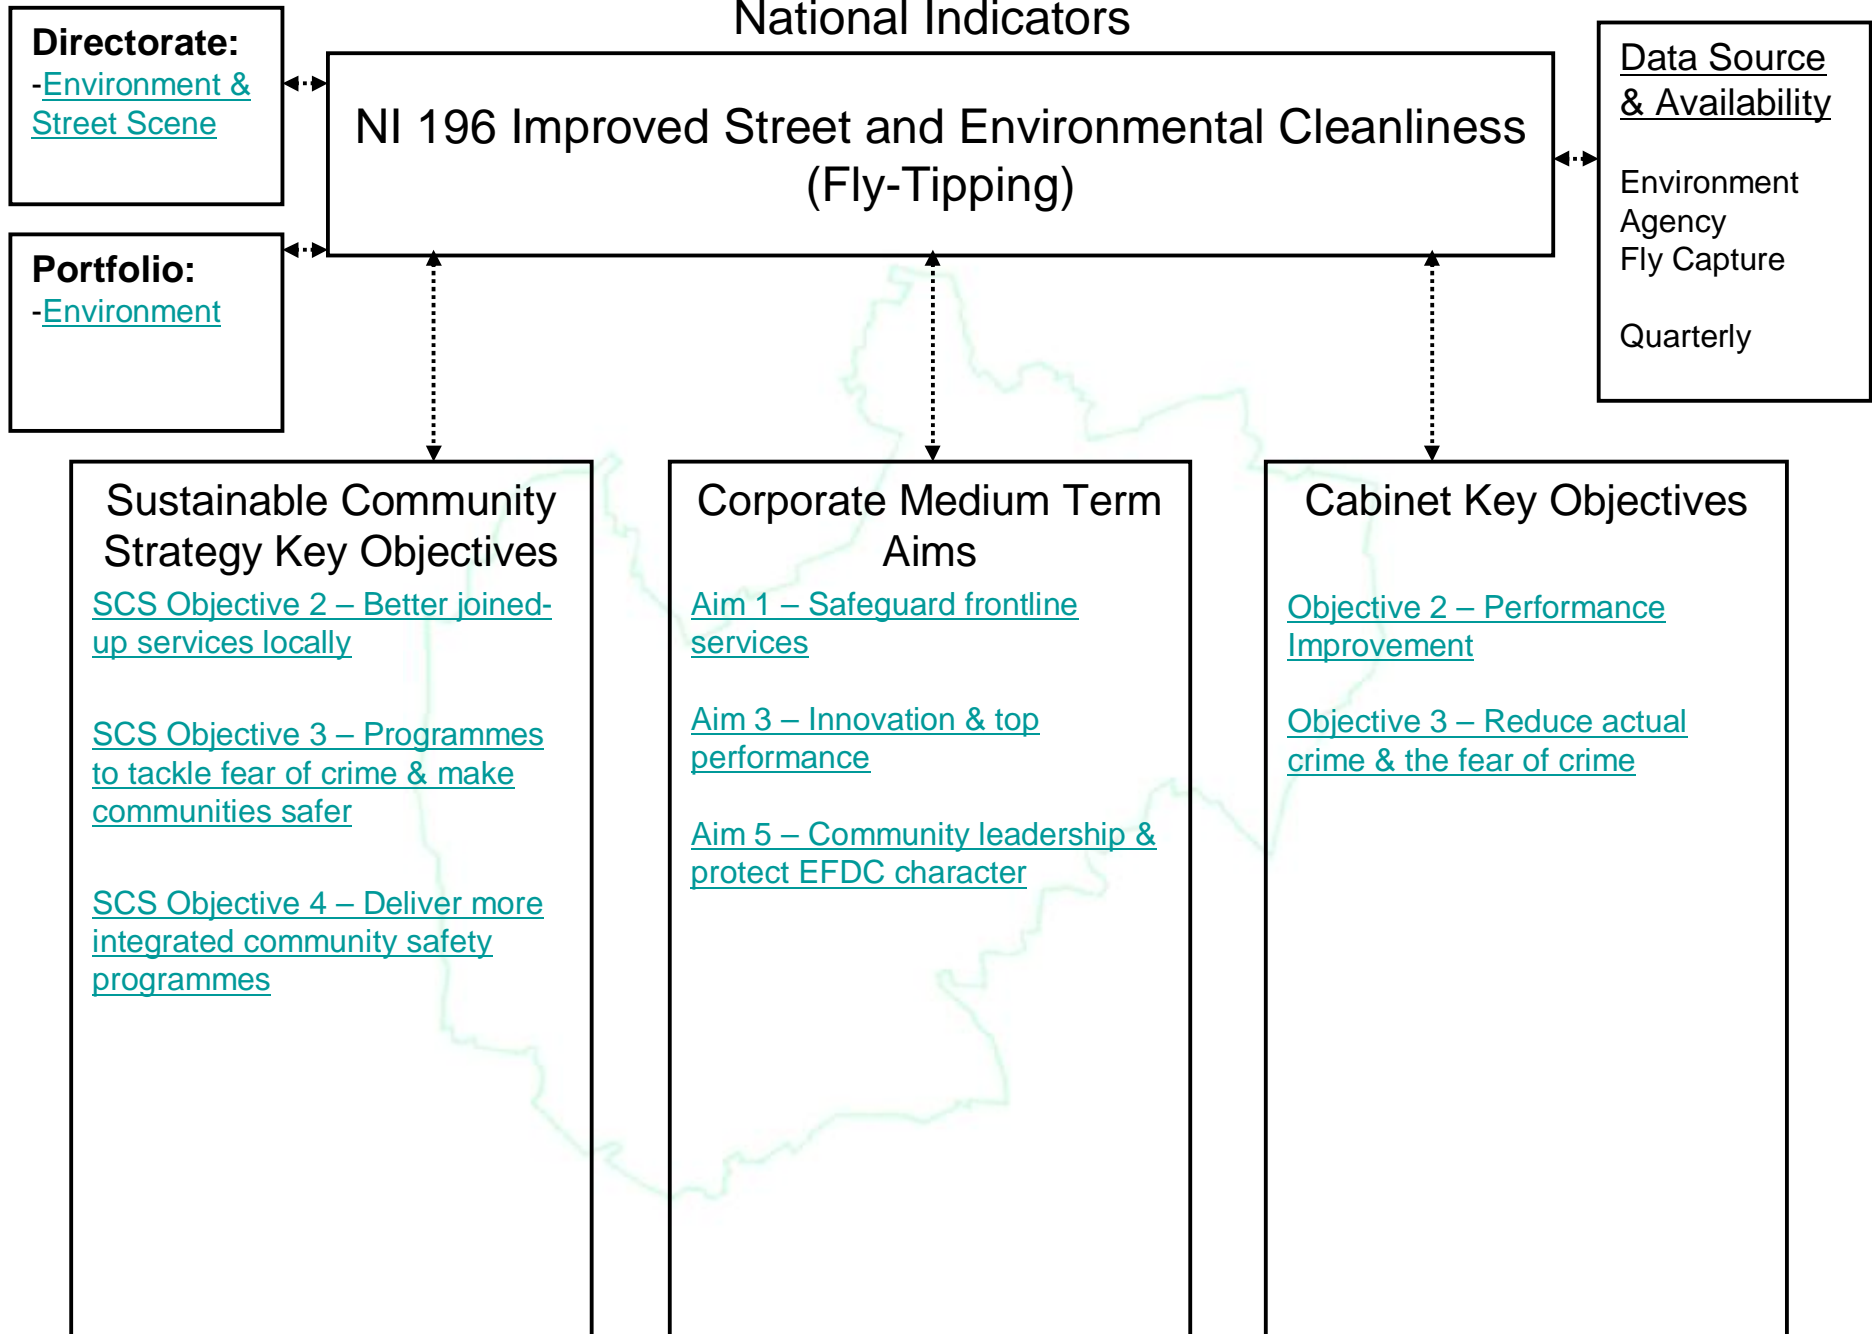 National Indicators
Directorate:
-Environment &
Street Scene
NI 196 Improved Street and Environmental Cleanliness
(Fly-Tipping)
Data Source
& Availability
Environment
Agency
Fly Capture
Quarterly
Portfolio:
-Environment
Sustainable Community
Strategy Key Objectives
SCS Objective 2 – Better joined-
up services locally
SCS Objective 3 – Programmes
to tackle fear of crime & make
communities safer
SCS Objective 4 – Deliver more
integrated community safety
programmes
Corporate Medium Term
Aims
Aim 1 – Safeguard frontline
services
Aim 3 – Innovation & top
performance
Aim 5 – Community leadership &
protect EFDC character
Cabinet Key Objectives
Objective 2 – Performance
Improvement
Objective 3 – Reduce actual
crime & the fear of crime